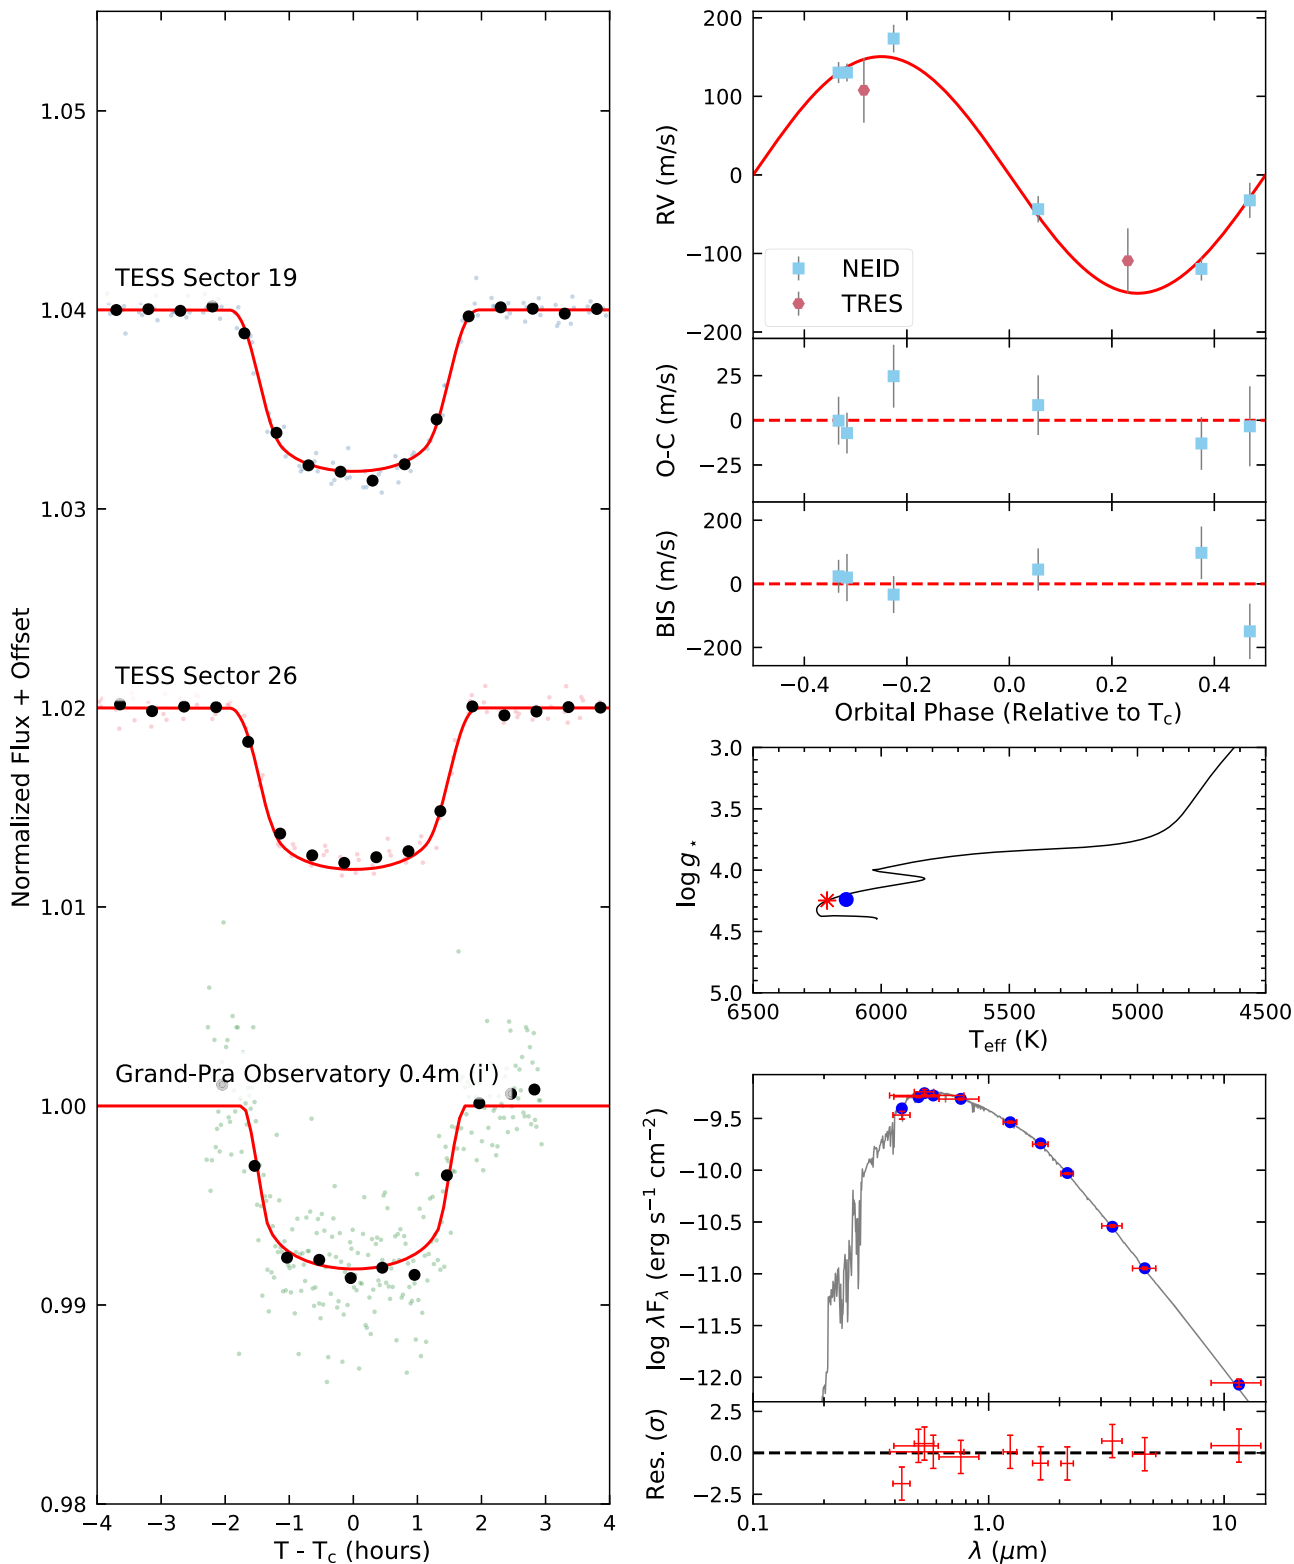 Normalized Flux + Offset
1.05
1.04
1.03
1.02
1.01
1.00
0.99
0.98
TESS Sector 19
TESS Sector 26
Grand-Pra Observatory 0.4m (i')
−4 −3 −2 −1 0 1 2 3 4
T - Tc (hours)
RV (m/s)
200
100
0
−100
−200
NEID
TRES
O-C (m/s)
25
0
−25
BIS (m/s)
200
0
−200
−0.4 −0.2 0.0 0.2 0.4
Orbital Phase (Relative to Tc)
log g⋆
3.0
3.5
4.0
4.5
5.0
6500 6000 5500 5000 4500
Teff (K)
log λFλ (erg s−1 cm−2)
−9.5
−10.0
−10.5
−11.0
−11.5
−12.0
Res. (σ)
2.5
0.0
−2.5
0.1 1.0 10
λ (μm)